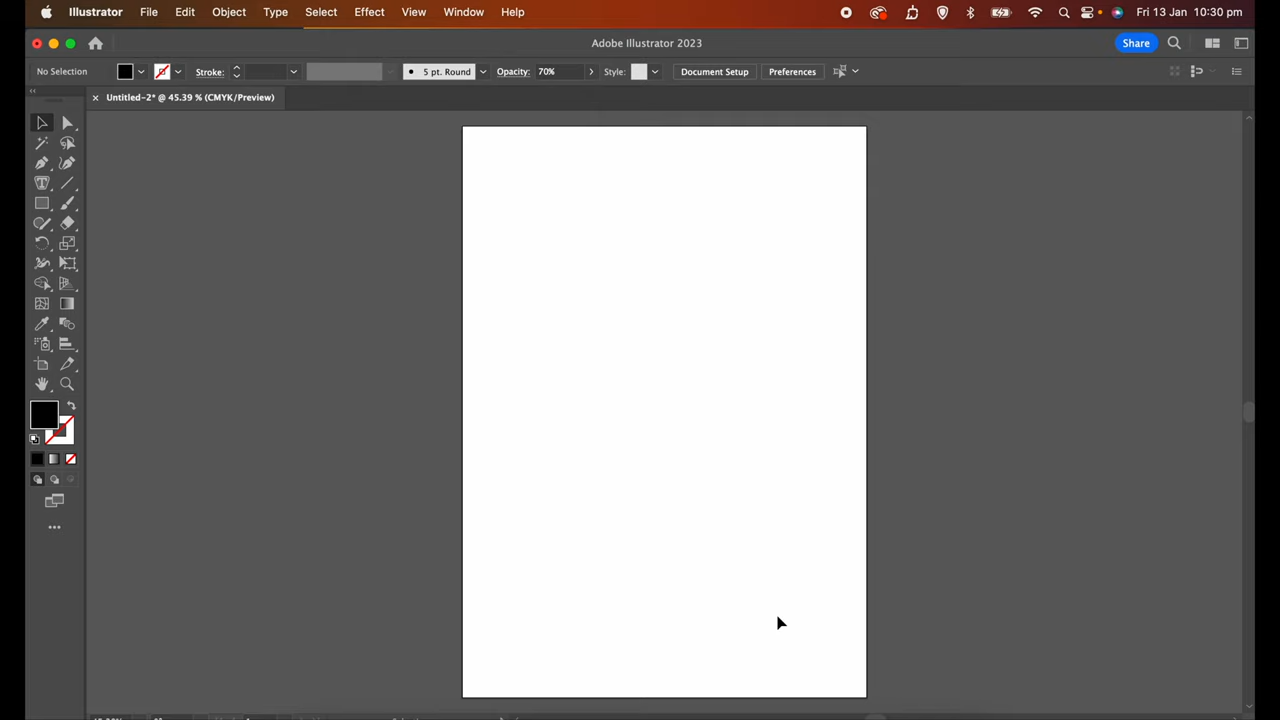 Illustrator File Edit Object Type Select Effect View Window Help Fri 13 Jan 10:30 pm
Adobe Illustrator 2023 Share
No Selection Stroke: 5 pt. Round Opacity: 70% Style: Document Setup Preferences
Untitled-2* @ 45.39 % (CMYK/Preview)